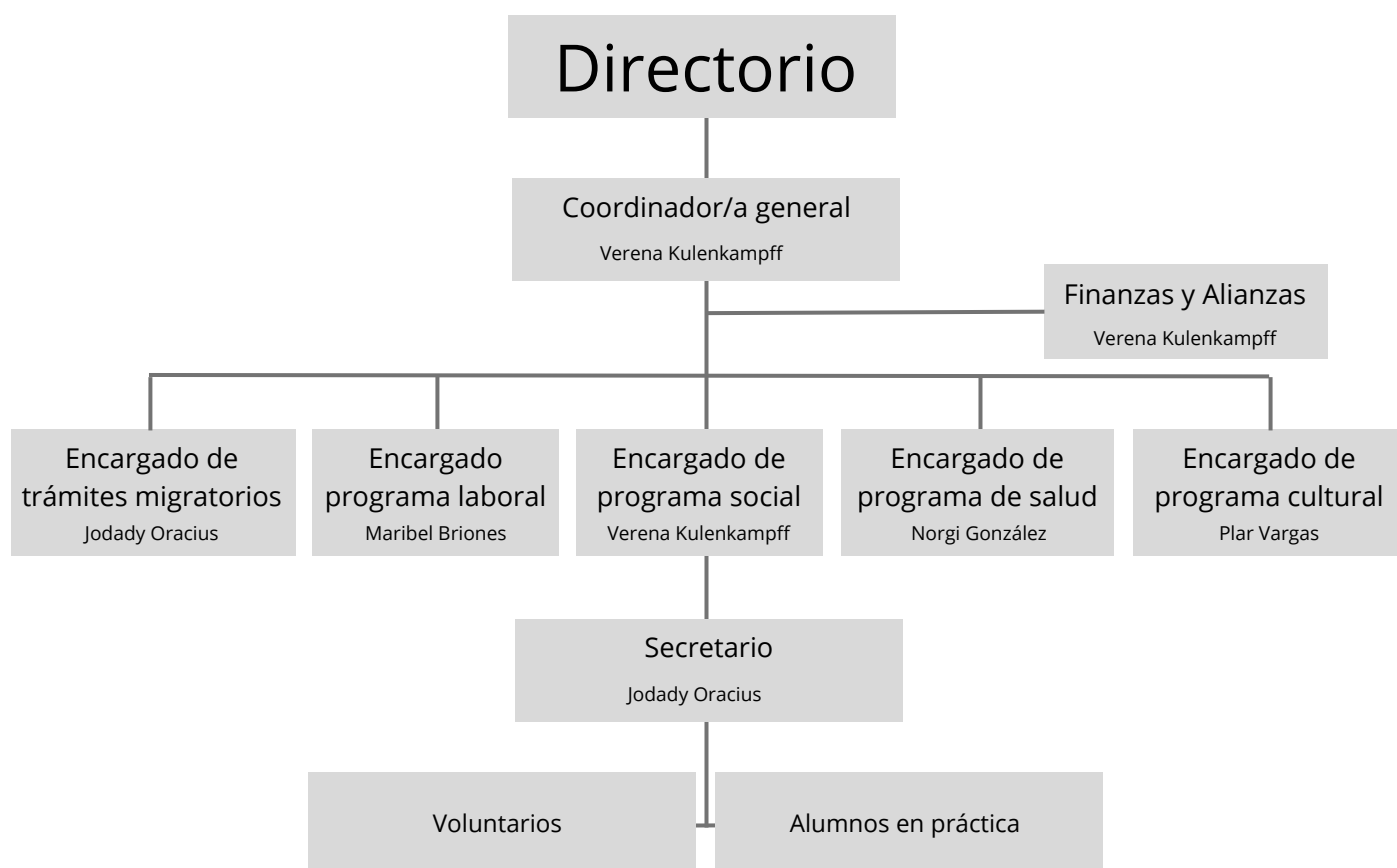 Directorio
Coordinador/a general
Verena Kulenkampff
Finanzas y Alianzas
Verena Kulenkampff
Encargado de
trámites migratorios
Jodady Oracius
Encargado
programa laboral
Maribel Briones
Encargado de
programa social
Verena Kulenkampff
Encargado de
programa de salud
Norgi González
Encargado de
programa cultural
Plar Vargas
Secretario
Jodady Oracius
Voluntarios
Alumnos en práctica